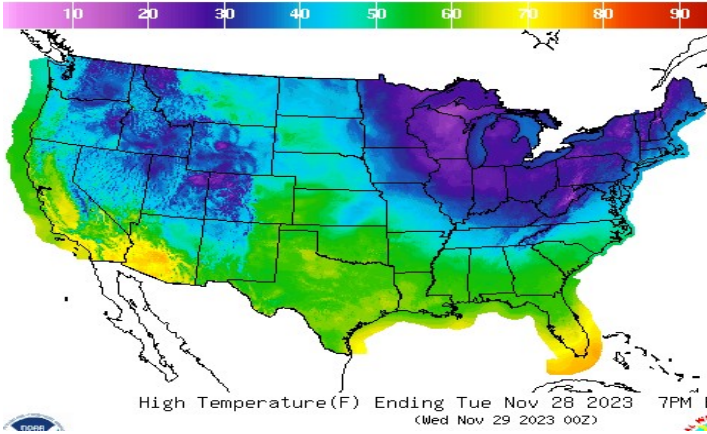 10 20 30 40 50 60 70 80 90
High Temperature(F) Ending Tue Nov 28 2023 7PM
(Wed Nov 29 2023 00Z)
noaa